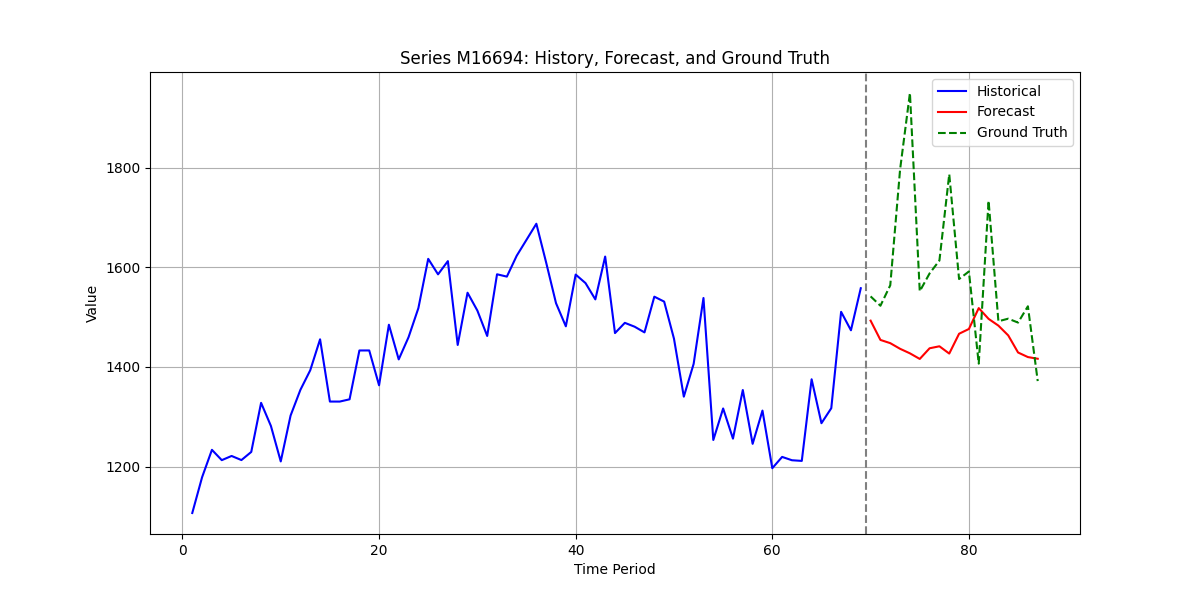 Series M16694: History, Forecast, and Ground Truth
Historical
Forecast
Ground Truth
1800
1600
1400
1200
Value
0 20 40 60 80
Time Period